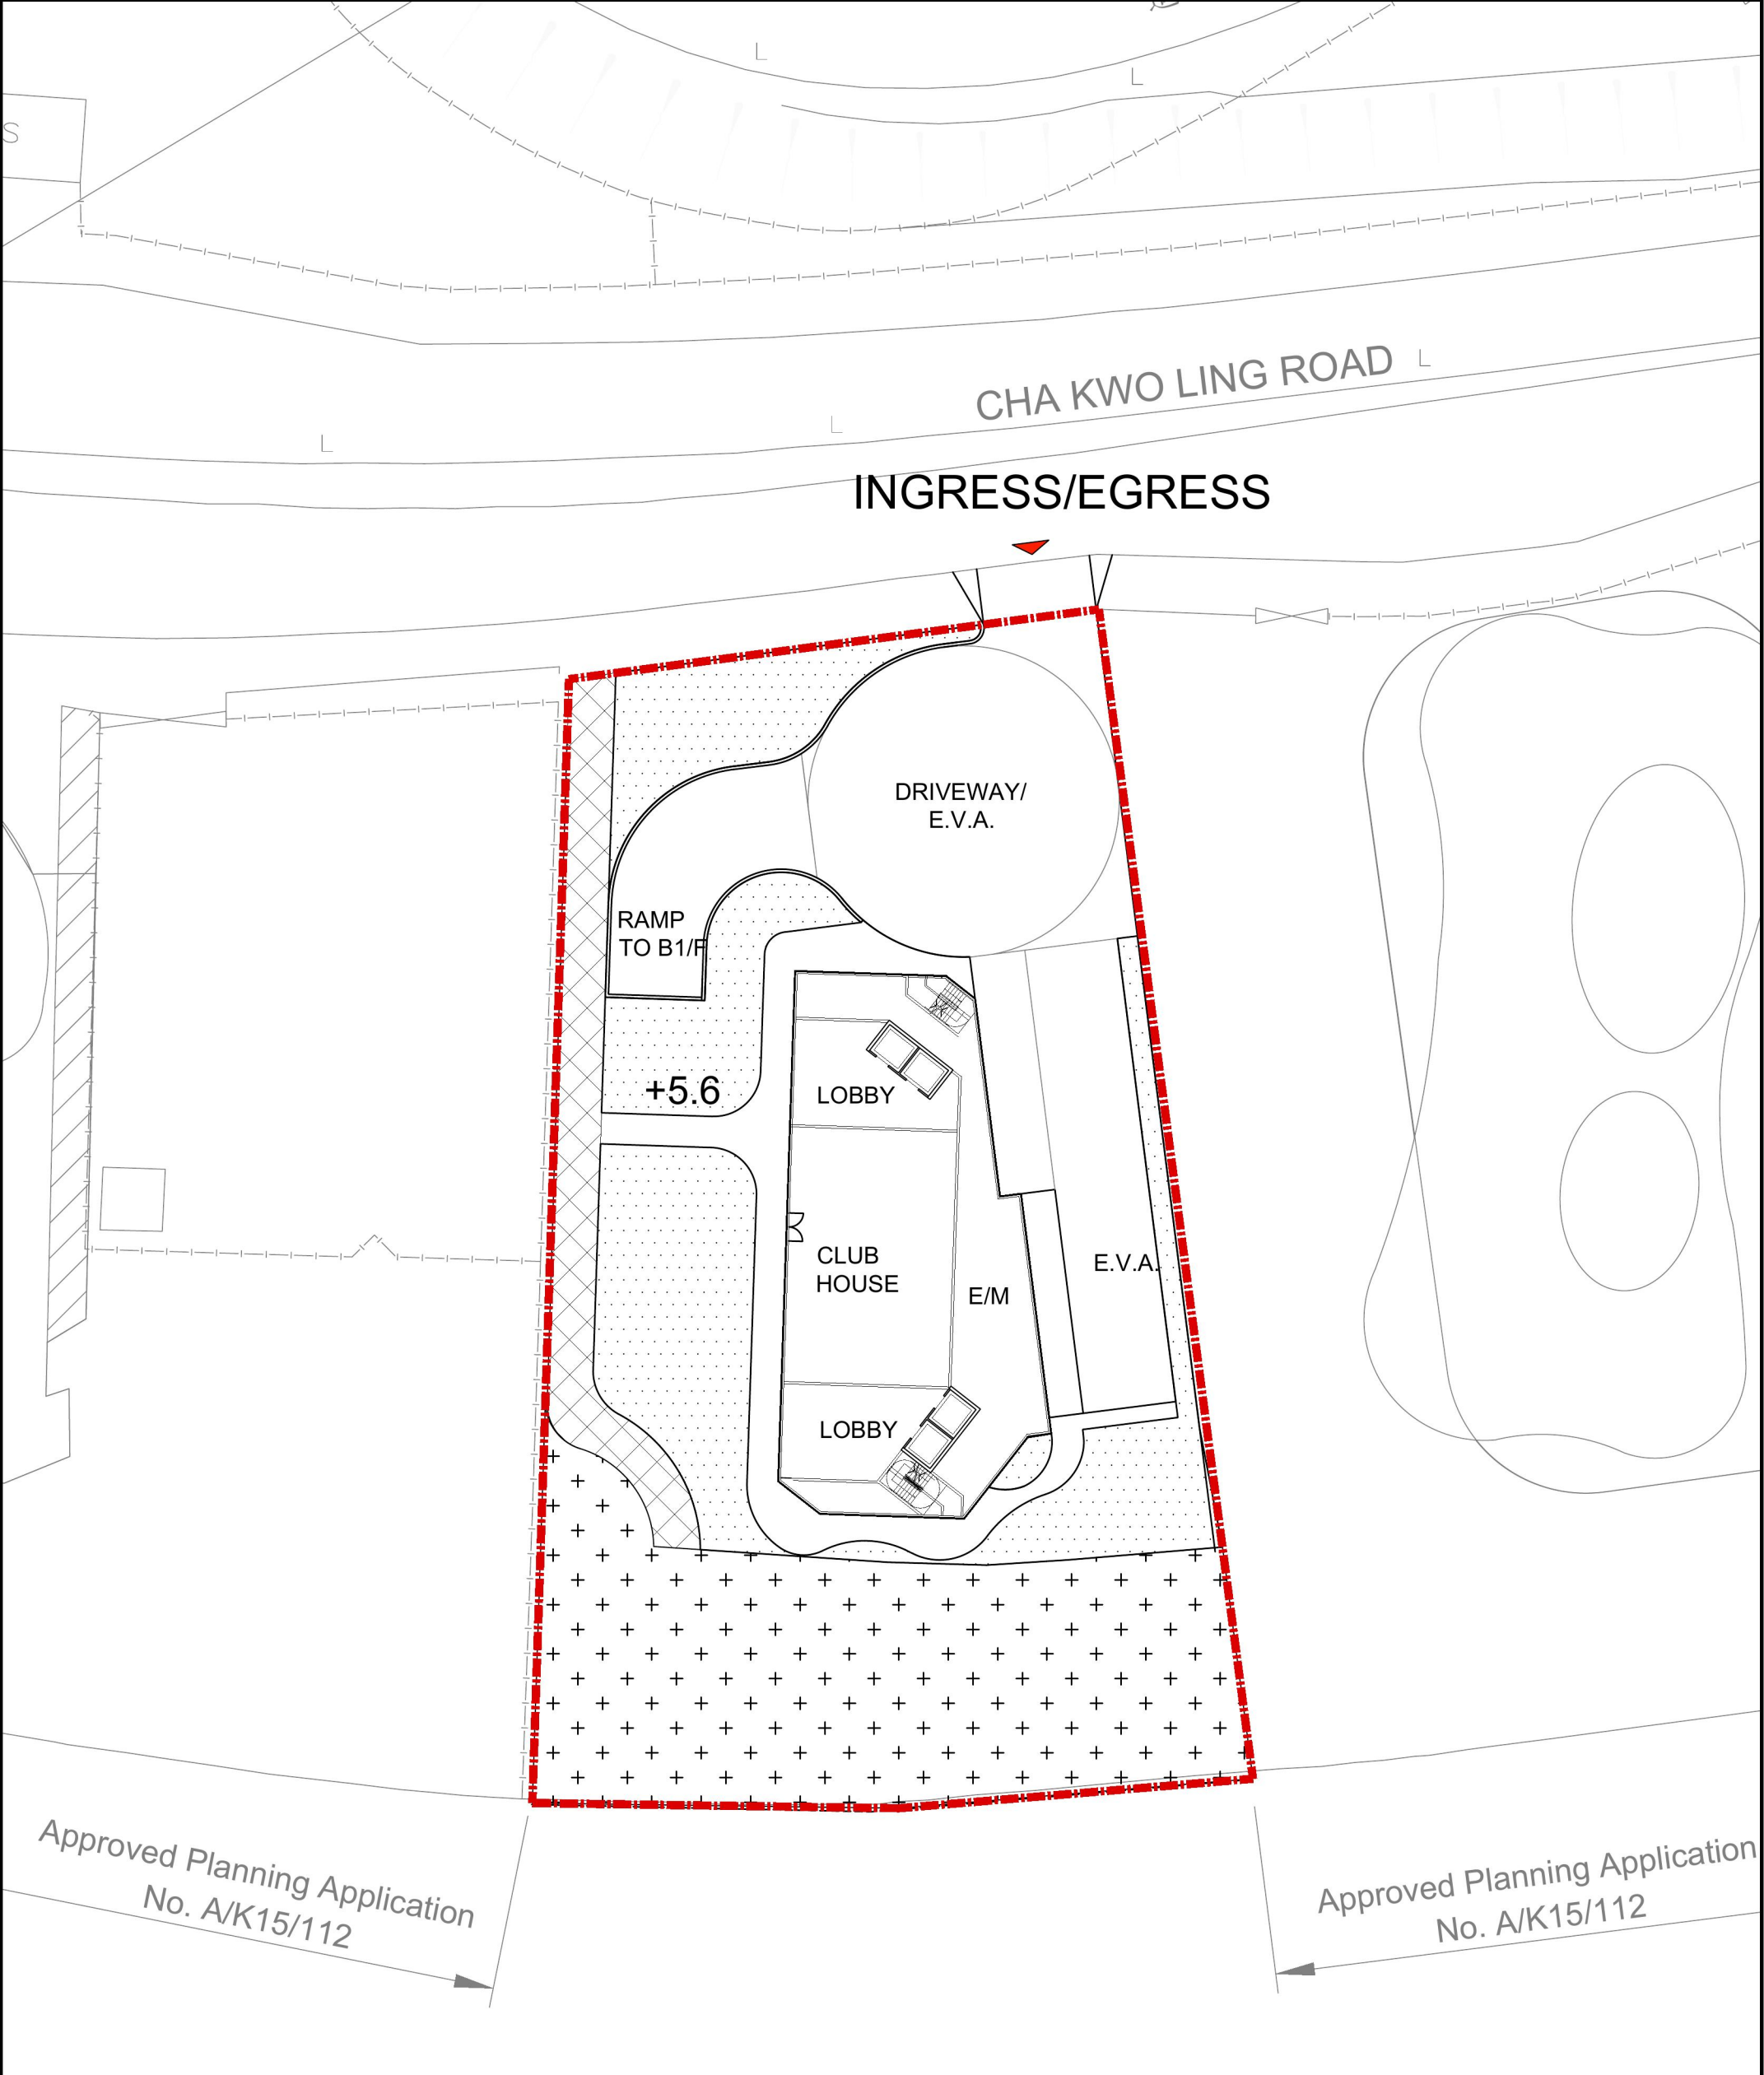 S
L
L
CHA KWO LING ROAD
L
L
L
INGRESS/EGRESS
DRIVEWAY/
E.V.A.
RAMP
TO B1/F
+5.6
LOBBY
CLUB
HOUSE
E/M
E.V.A.
LOBBY
Approved Planning Application
No. A/K15/112
Approved Planning Application
No. A/K15/112